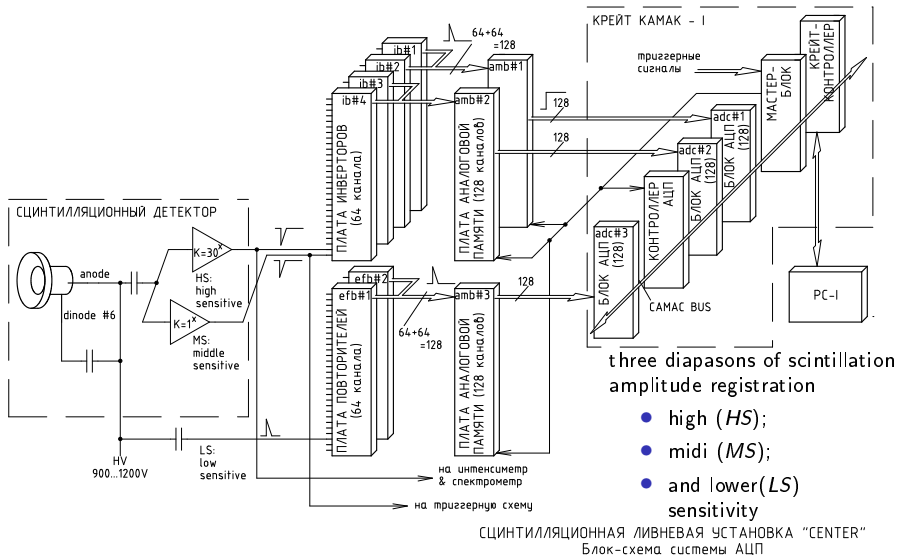 КРЕЙТ КАМАК - I
триггерные
сигналы
МАСТЕР-
БЛОК
КРЕЙТ-
КОНТРОЛЛЕР
64+64
=128
ib#1
ib#2
ib#3
ib#4
ПЛАТА ИНВЕРТОРОВ
(64 канала)
amb#1
amb#2
ПЛАТА АНАЛОГОВОЙ
ПАМЯТИ (128 каналов)
128
128
adc#1
БЛОК АЦП
(128)
adc#2
БЛОК АЦП
(128)
КОНТРОЛЛЕР
АЦП
adc#3
БЛОК АЦП
(128)
CAMAC BUS
PC-I
СЦИНТИЛЛЯЦИОННЫЙ ДЕТЕКТОР
anode
dinode #6
K=30x
HS:
high
sensitive
K=1x
MS:
middle
sensitive
HV
900...1200V
LS:
low
sensitive
efb#2
efb#1
ПЛАТА ПОВТОРИТЕЛЕЙ
(64 канала)
64+64
=128
amb#3
ПЛАТА АНАЛОГОВОЙ
ПАМЯТИ (128 каналов)
128
на интенсиметр
& спектрометр
на триггерную схему
three diapasons of scintillation
amplitude registration
high (HS);
midi (MS);
and lower(LS)
sensitivity
СЦИНТИЛЛЯЦИОННАЯ ЛИВНЕВАЯ УСТАНОВКА "CENTER"
Блок-схема системы АЦП